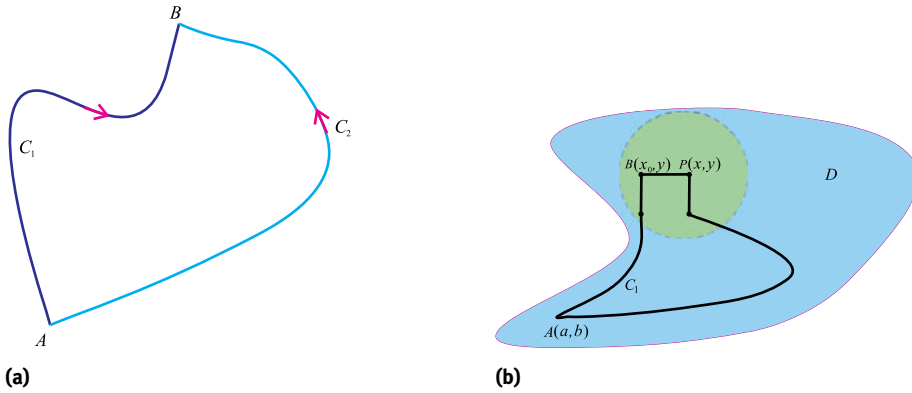 B
C₁
C₂
A
(a)
B(x₀,y) P(x,y)
D
C₁
A(a,b)
(b)